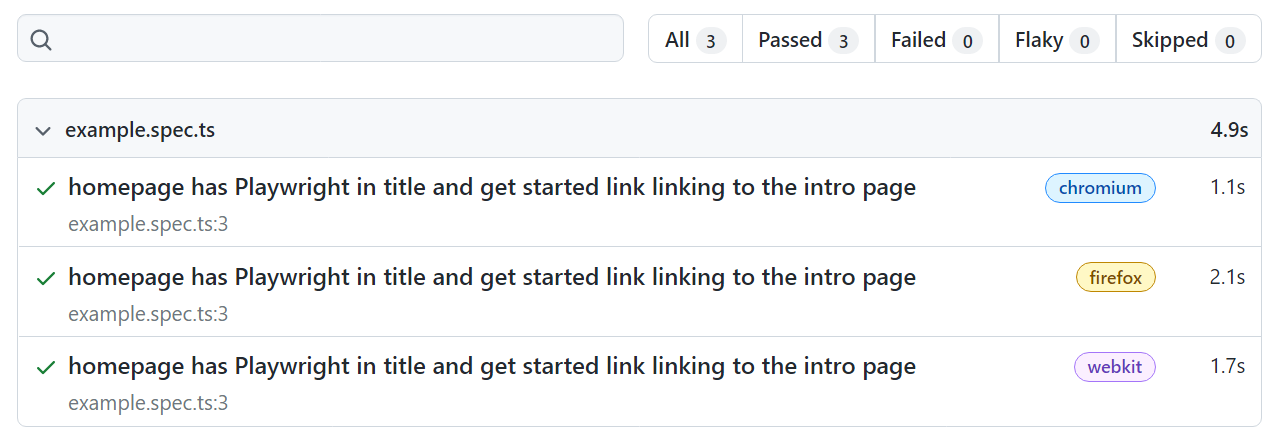 All 3 Passed 3 Failed 0 Flaky 0 Skipped 0
example.spec.ts 4.9s
homepage has Playwright in title and get started link linking to the intro page chromium 1.1s
example.spec.ts:3
homepage has Playwright in title and get started link linking to the intro page firefox 2.1s
example.spec.ts:3
homepage has Playwright in title and get started link linking to the intro page webkit 1.7s
example.spec.ts:3